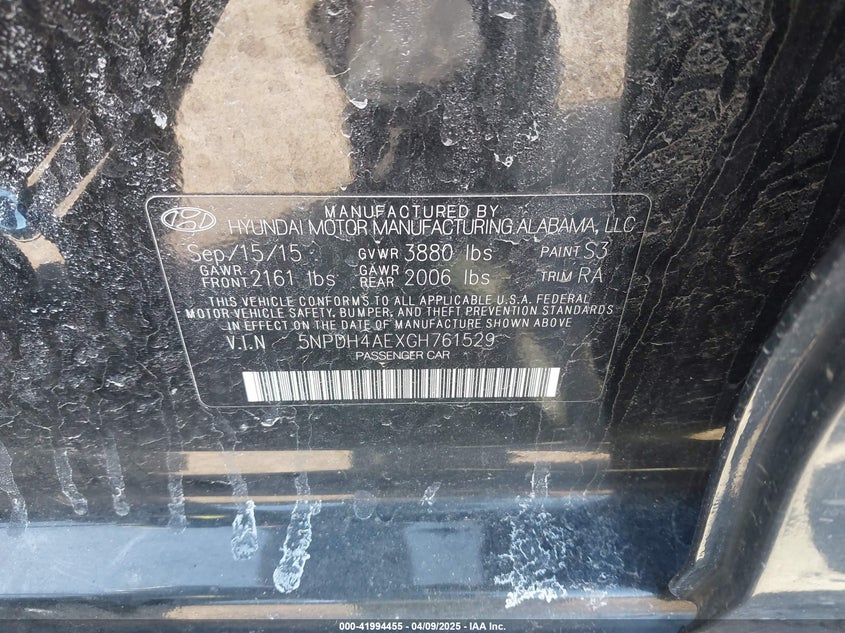 MANUFACTURED BY
HYUNDAI MOTOR MANUFACTURING ALABAMA, LLC
Sep/15/15 GVWR 3880 lbs PAINT S3
GAWR FRONT 2161 lbs GAWR REAR 2006 lbs TRIM RA
THIS VEHICLE CONFORMS TO ALL APPLICABLE U.S.A. FEDERAL
MOTOR VEHICLE SAFETY, BUMPER, AND THEFT PREVENTION STANDARDS
IN EFFECT ON THE DATE OF MANUFACTURE SHOWN ABOVE
V.I.N 5NPDH4AEXGH761529
PASSENGER CAR
000-41994455 - 04/09/2025 - IAA Inc.